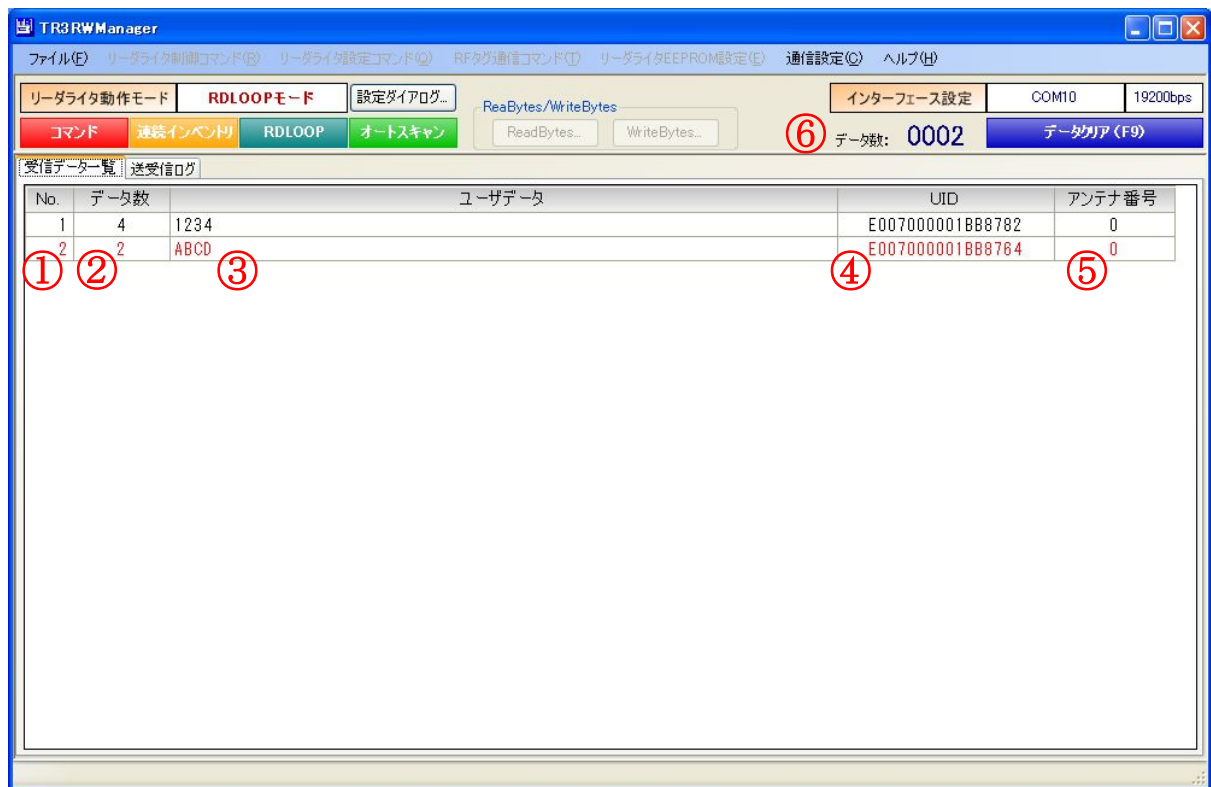 TR3RWManager
ファイル(F) リーダライタ制御コマンド(R) リーダライタ設定コマンド(Q) RFタグ通信コマンド(T) リーダライタEEPROM設定(E) 通信設定(C) ヘルプ(H)
リーダライタ動作モード RDLOOPモード 設定ダイアログ... ReaBytes/WriteBytes インターフェース設定 COM10 19200bps
コマンド 連続インベントリ RDLOOP オートスキャン ReadBytes... WriteBytes... ⑥ データ数: 0002 データクリア(F9)
受信データ一覧 送受信ログ
No. データ数 ユーザデータ UID アンテナ番号
1 4 1234 E007000001BB8782 0
2 2 ABCD E007000001BB8764 0
① ② ③ ④ ⑤